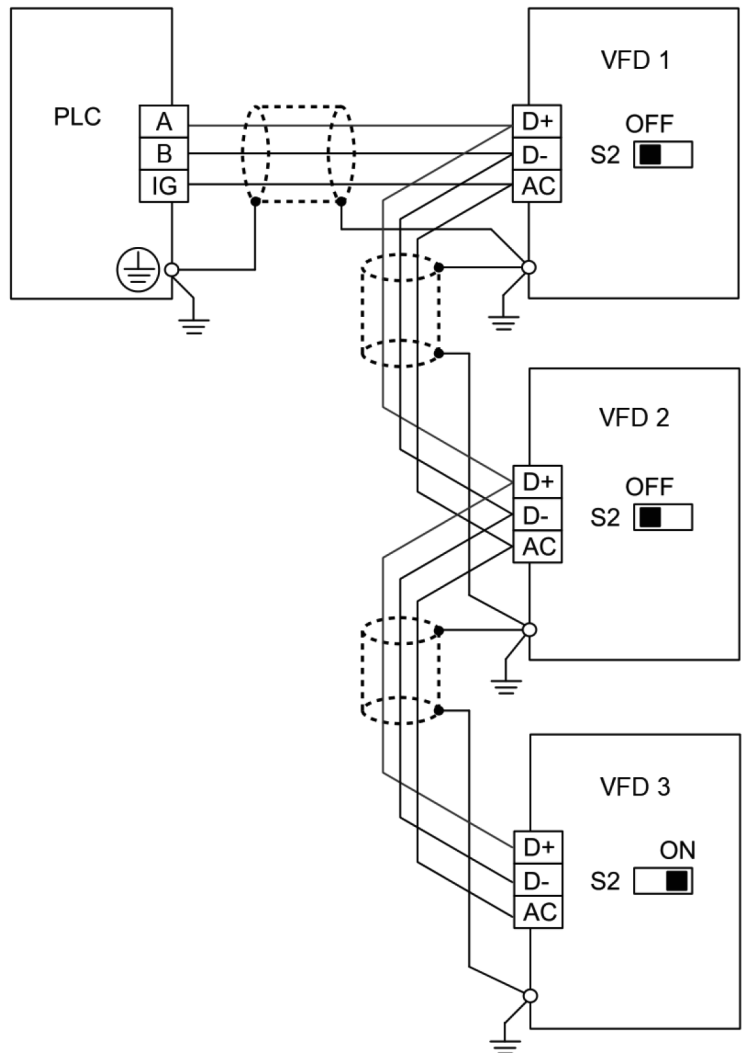 PLC
A
B
IG
VFD 1
D+
D-
AC
OFF
S2
VFD 2
D+
D-
AC
OFF
S2
VFD 3
D+
D-
AC
ON
S2